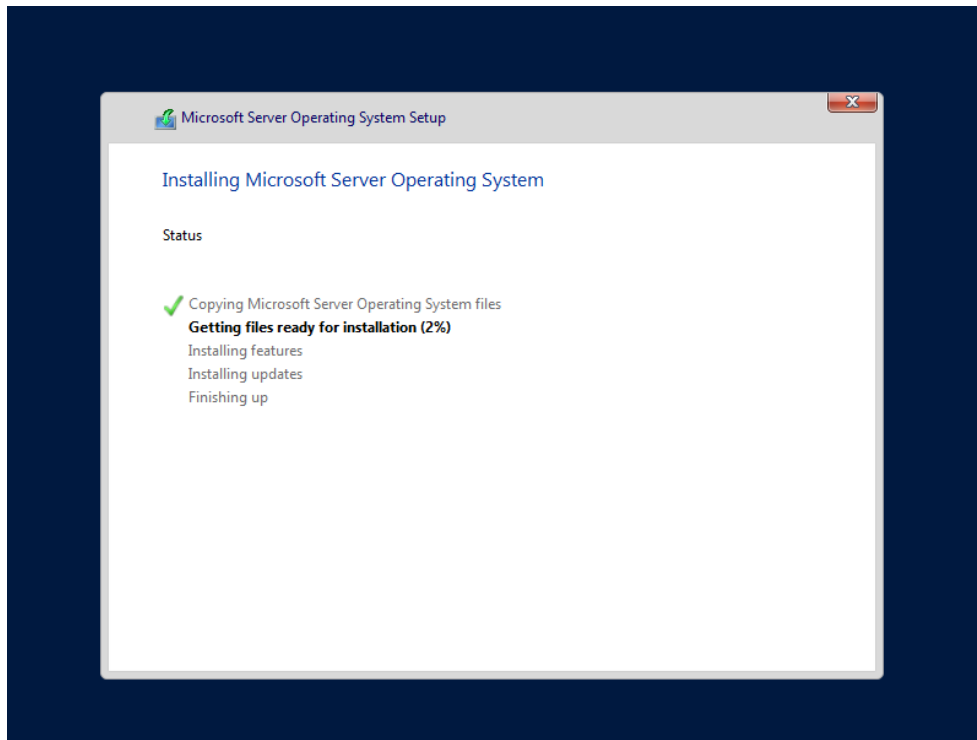 Microsoft Server Operating System Setup
Installing Microsoft Server Operating System
Status
Copying Microsoft Server Operating System files
Getting files ready for installation (2%)
Installing features
Installing updates
Finishing up